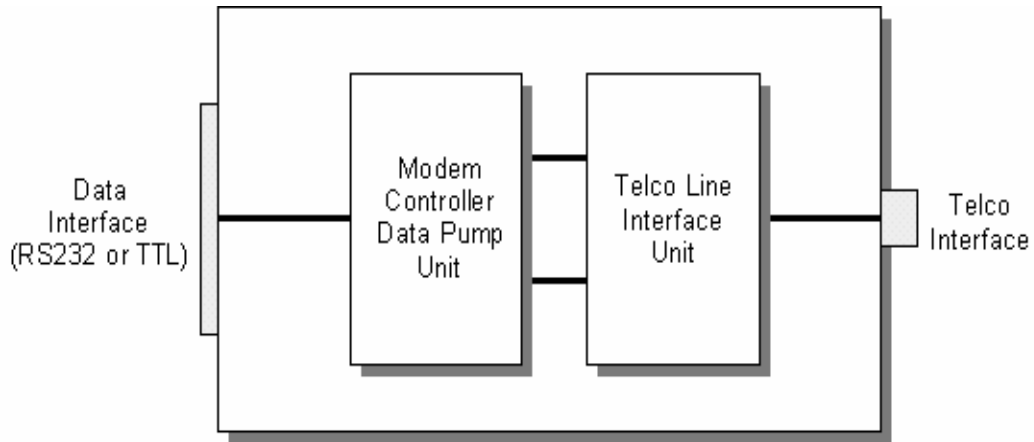 Data
Interface
(RS232 or TTL)
Modem
Controller
Data Pump
Unit
Telco Line
Interface
Unit
Telco
Interface